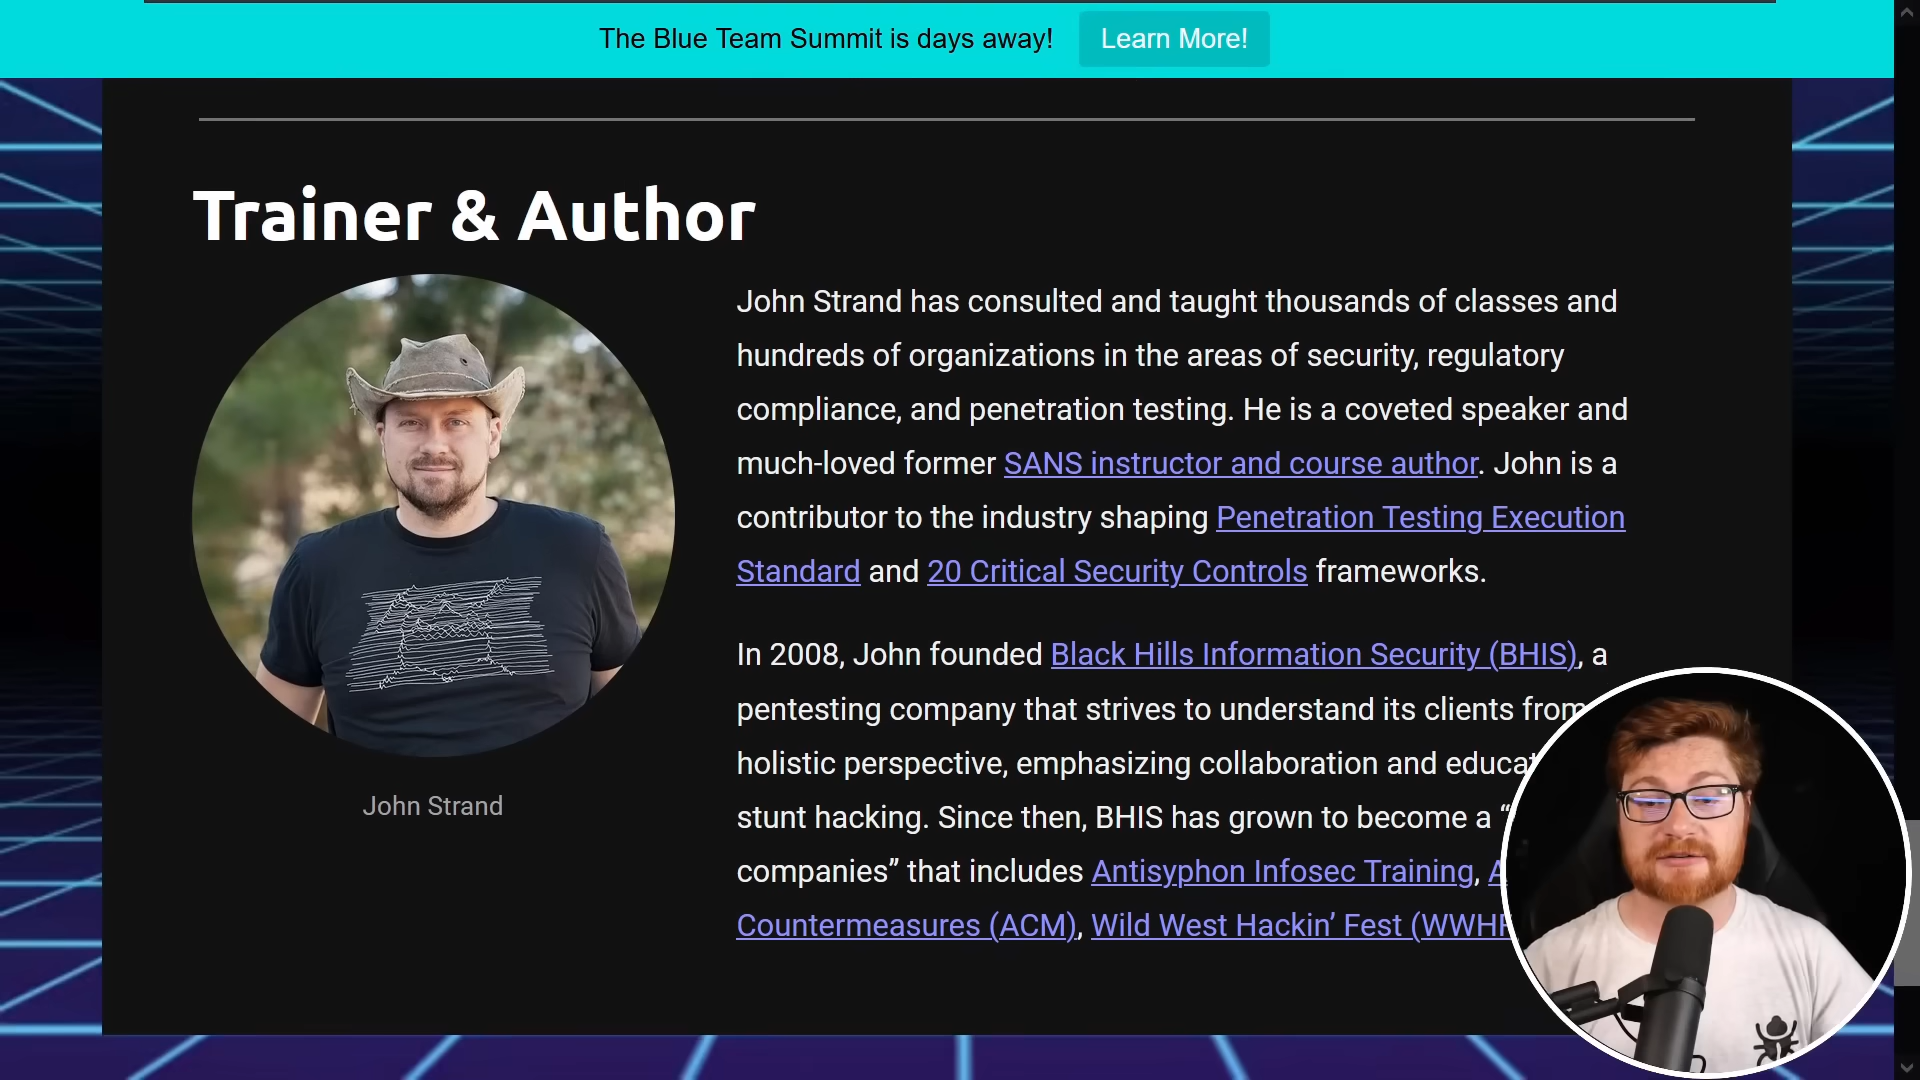 The Blue Team Summit is days away! Learn More!
Trainer & Author
John Strand has consulted and taught thousands of classes and
hundreds of organizations in the areas of security, regulatory
compliance, and penetration testing. He is a coveted speaker and
much-loved former SANS instructor and course author. John is a
contributor to the industry shaping Penetration Testing Execution
Standard and 20 Critical Security Controls frameworks.
In 2008, John founded Black Hills Information Security (BHIS), a
pentesting company that strives to understand its clients from
holistic perspective, emphasizing collaboration and
stunt hacking. Since then, BHIS has grown to become a “
companies” that includes Antisyphon Infosec Training,
Countermeasures (ACM), Wild West Hackin’ Fest
John Strand